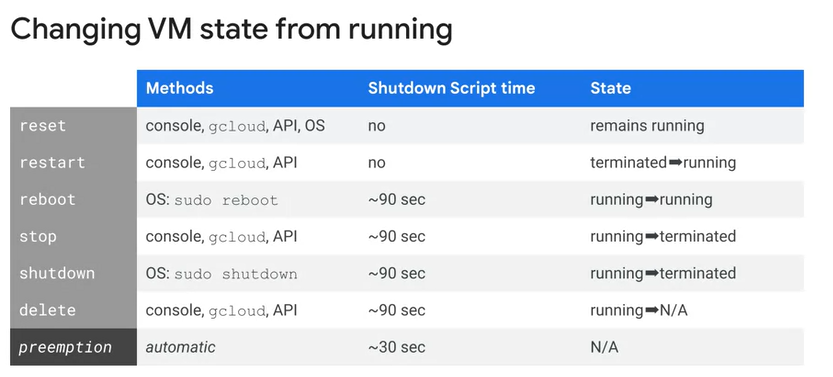 Changing VM state from running
Methods Shutdown Script time State
reset console, gcloud, API, OS no remains running
restart console, gcloud, API no terminated➡running
reboot OS: sudo reboot ~90 sec running➡running
stop console, gcloud, API ~90 sec running➡terminated
shutdown OS: sudo shutdown ~90 sec running➡terminated
delete console, gcloud, API ~90 sec running➡N/A
preemption automatic ~30 sec N/A